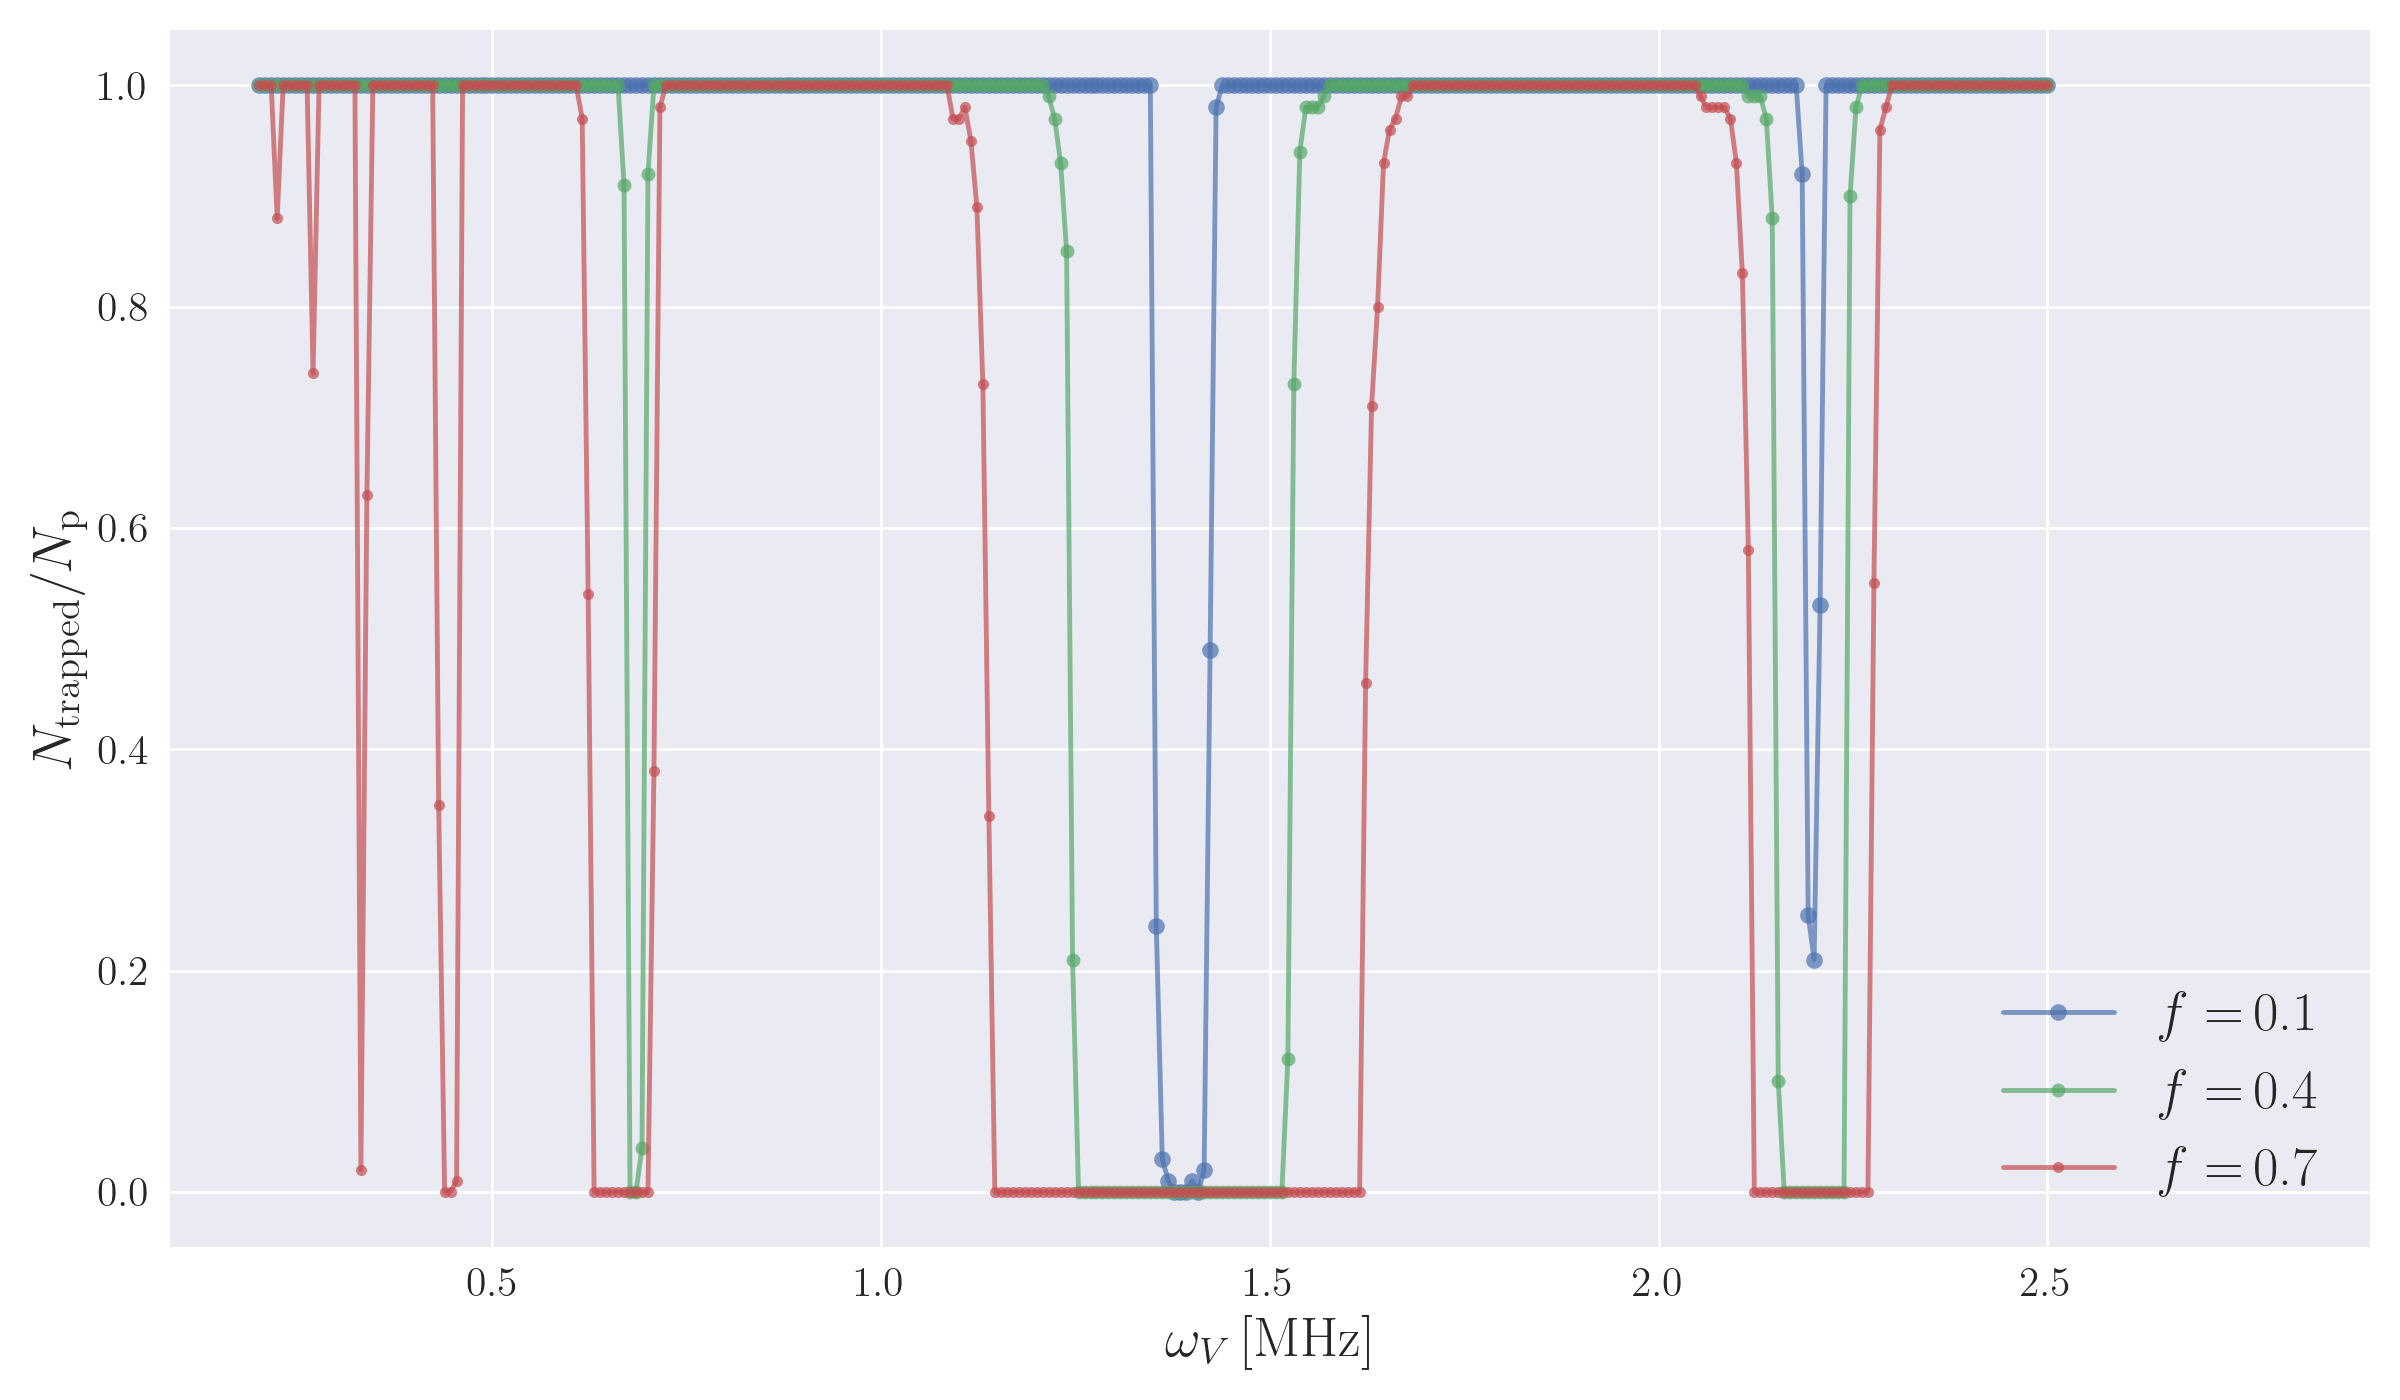 1.0
0.8
0.6
0.4
0.2
0.0
N_trapped/N_p
0.5 1.0 1.5 2.0 2.5
ω_V [MHz]
f = 0.1
f = 0.4
f = 0.7